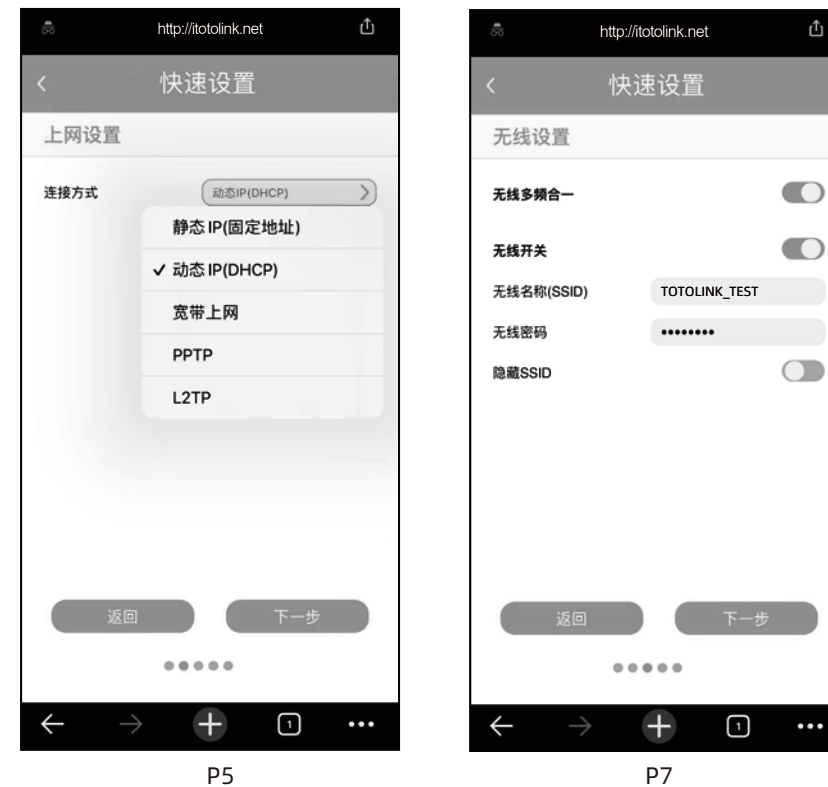 http://itotolink.net
快速设置
上网设置
连接方式
动态IP(DHCP)
静态 IP(固定地址)
✓ 动态 IP(DHCP)
宽带上网
PPTP
L2TP
返回
下一步
1
P5
http://itotolink.net
快速设置
无线设置
无线多频合一
无线开关
无线名称(SSID)
TOTOLINK_TEST
无线密码
••••••••
隐藏SSID
返回
下一步
1
P7